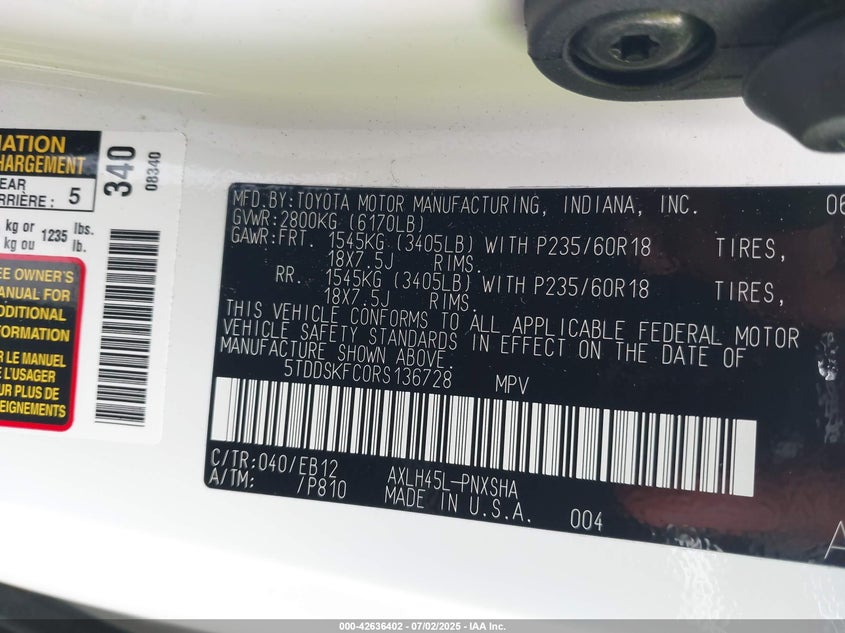 MATION
CHARGEMENT
EAR
RRIÈRE : 5
kg or 1235 lbs.
kg ou lb.
EE OWNER'S
ANUAL FOR
DDITIONAL
FORMATION
R LE MANUEL
L'USAGER
R PLUS DE
EIGNEMENTS
340
08340
MFD.BY:TOYOTA MOTOR MANUFACTURING, INDIANA, INC. 06
GVWR:2800KG (6170LB)
GAWR:FRT. 1545KG (3405LB) WITH P235/60R18 TIRES,
18X7.5J RIMS.
RR. 1545KG (3405LB) WITH P235/60R18 TIRES,
18X7.5J RIMS.
THIS VEHICLE CONFORMS TO ALL APPLICABLE FEDERAL MOTOR
VEHICLE SAFETY STANDARDS IN EFFECT ON THE DATE OF
MANUFACTURE SHOWN ABOVE.
5TDDSKFC0RS136728 MPV
C/TR:040/EB12 AXLH45L-PNXSHA
A/TM: /P810 MADE IN U.S.A. 004
A
000-42636402 - 07/02/2025 - IAA Inc.